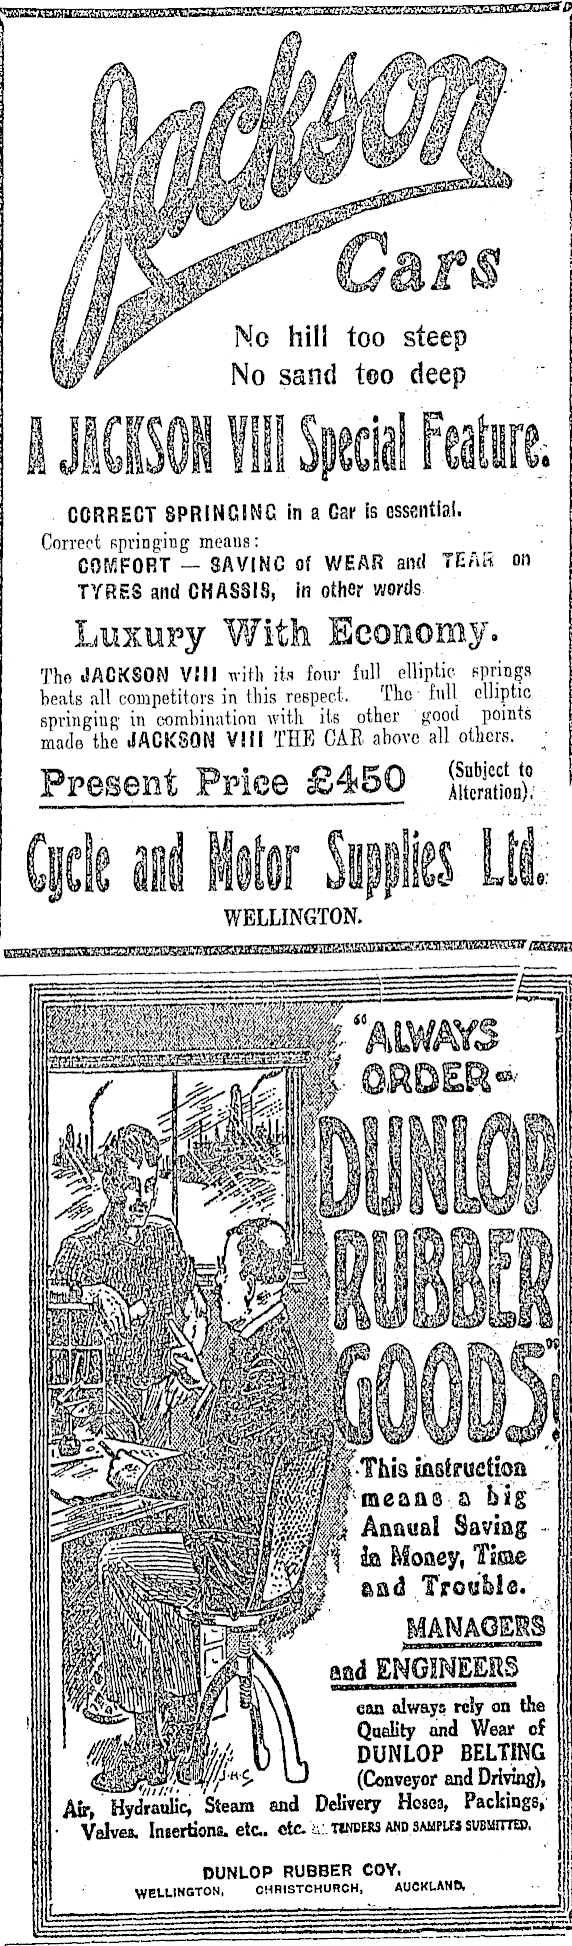 Jackson
Cars
No hill too steep
No sand too deep
A JACKSON VIII Special Feature.
CORRECT SPRINGING in a Car is essential.
Correct springing means:
COMFORT — SAVING of WEAR and TEAR on
TYRES and CHASSIS, in other words
Luxury With Economy.
The JACKSON VIII with its four full elliptic springs
beats all competitors in this respect. The full elliptic
springing in combination with its other good points
made the JACKSON VIII THE CAR above all others.
Present Price £450 (Subject to
Alteration).
Cycle and Motor Supplies Ltd.
WELLINGTON.
"ALWAYS
ORDER-
DUNLOP
RUBBER
GOODS"
This instruction
means a big
Annual Saving
in Money, Time
and Trouble.
MANAGERS
and ENGINEERS
can always rely on the
Quality and Wear of
DUNLOP BELTING
(Conveyor and Driving),
J.H.G
Air, Hydraulic, Steam and Delivery Hoses, Packings,
Valves, Insertions, etc., etc. TENDERS AND SAMPLES SUBMITTED.
DUNLOP RUBBER COY.
WELLINGTON, CHRISTCHURCH, AUCKLAND.